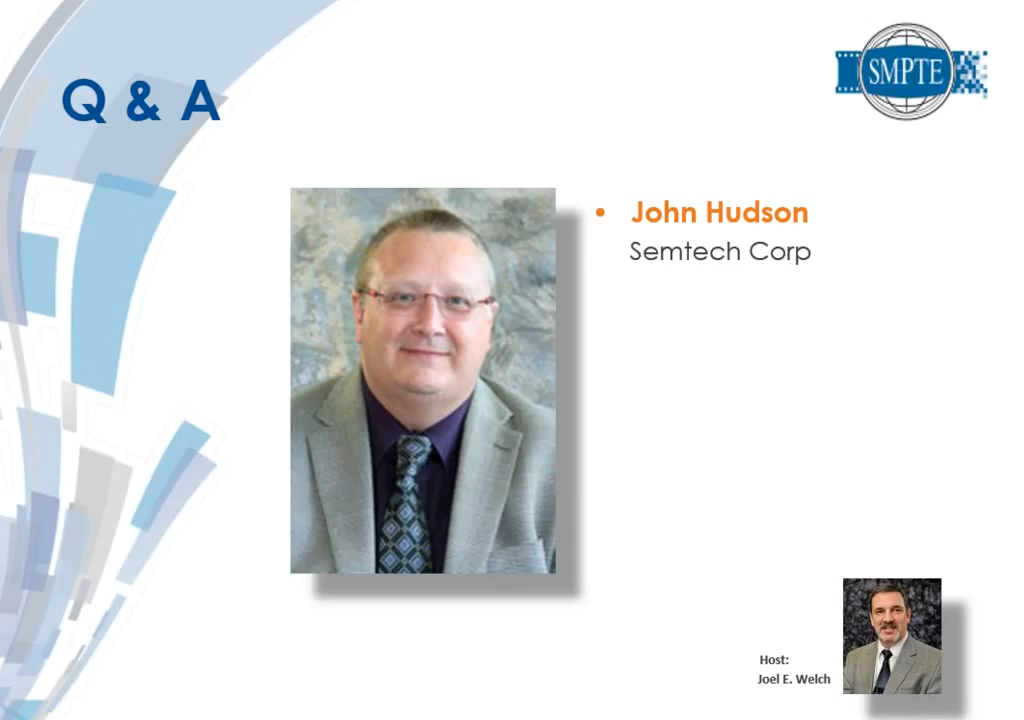 Q & A
SMPTE
• John Hudson
Semtech Corp
Host:
Joel E. Welch